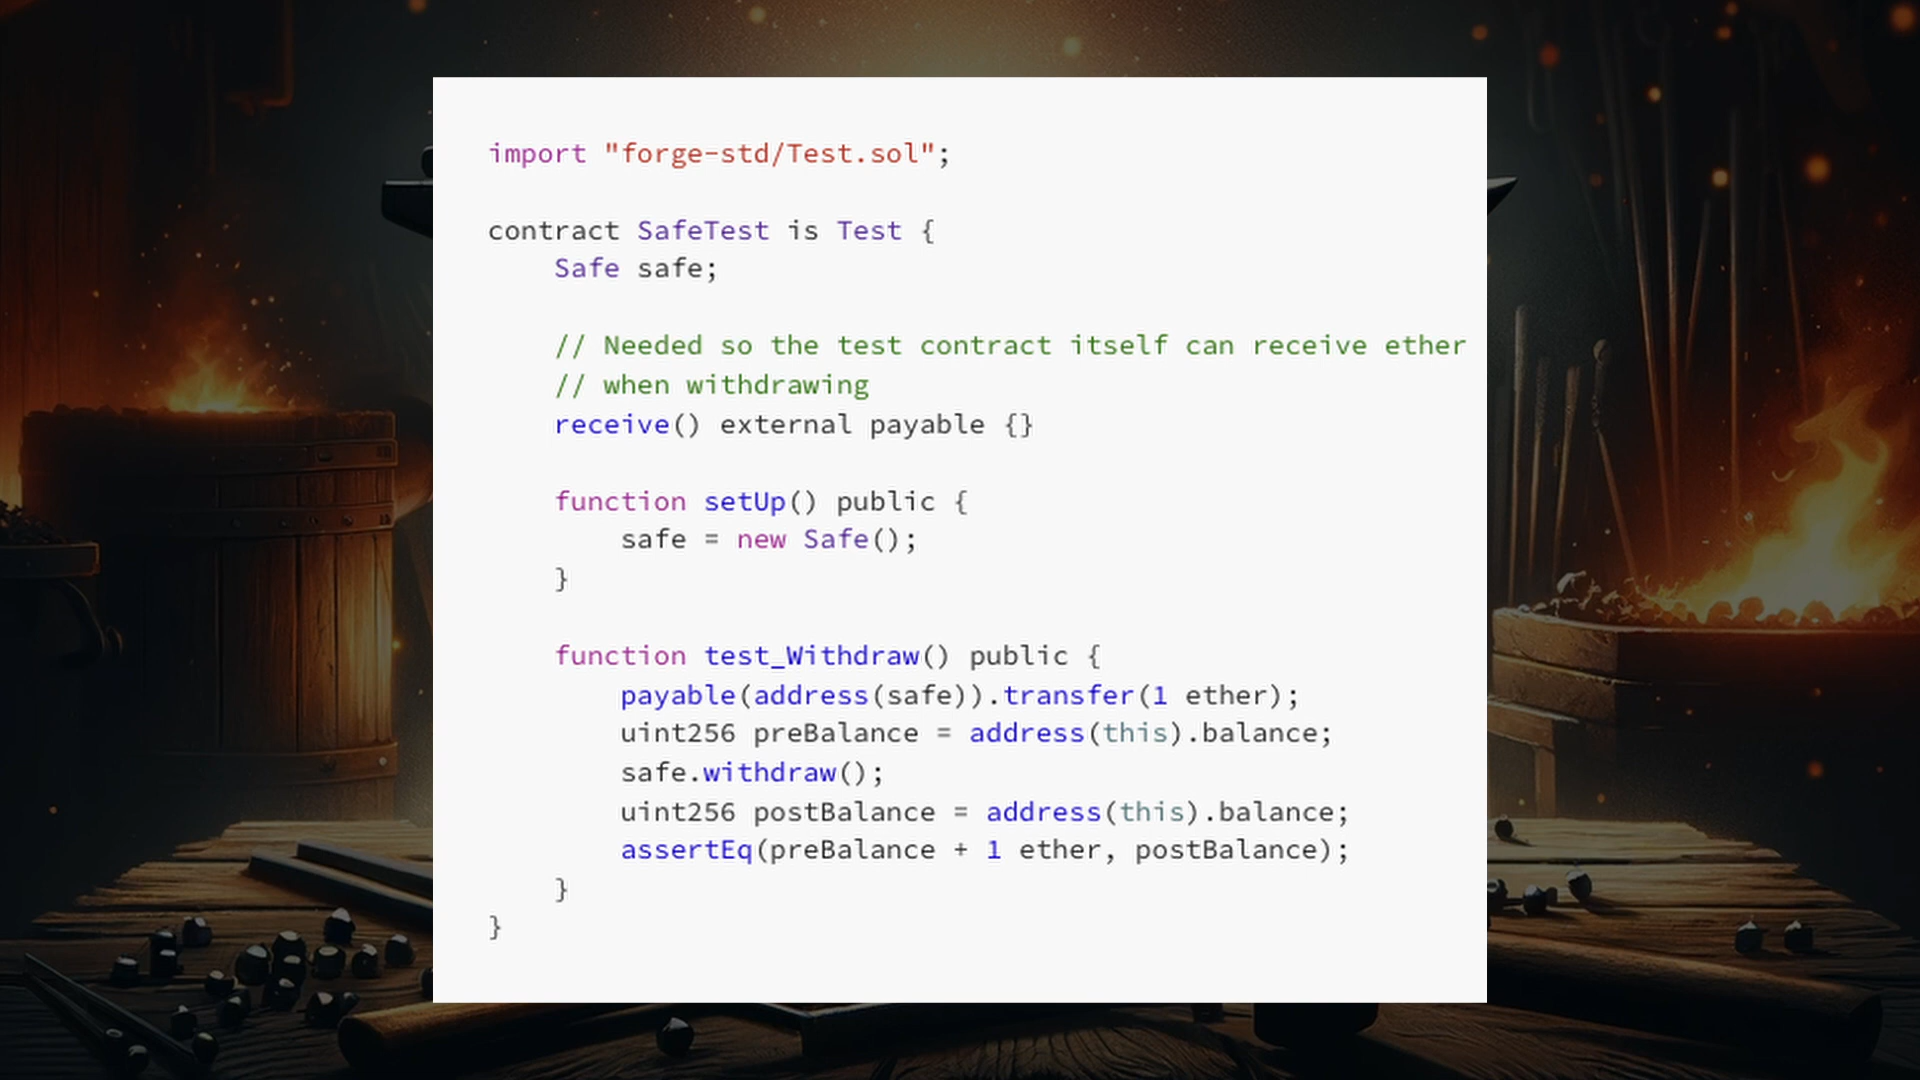 import "forge-std/Test.sol";
contract SafeTest is Test {
Safe safe;
// Needed so the test contract itself can receive ether
// when withdrawing
receive() external payable {}
function setUp() public {
safe = new Safe();
}
function test_Withdraw() public {
payable(address(safe)).transfer(1 ether);
uint256 preBalance = address(this).balance;
safe.withdraw();
uint256 postBalance = address(this).balance;
assertEq(preBalance + 1 ether, postBalance);
}
}